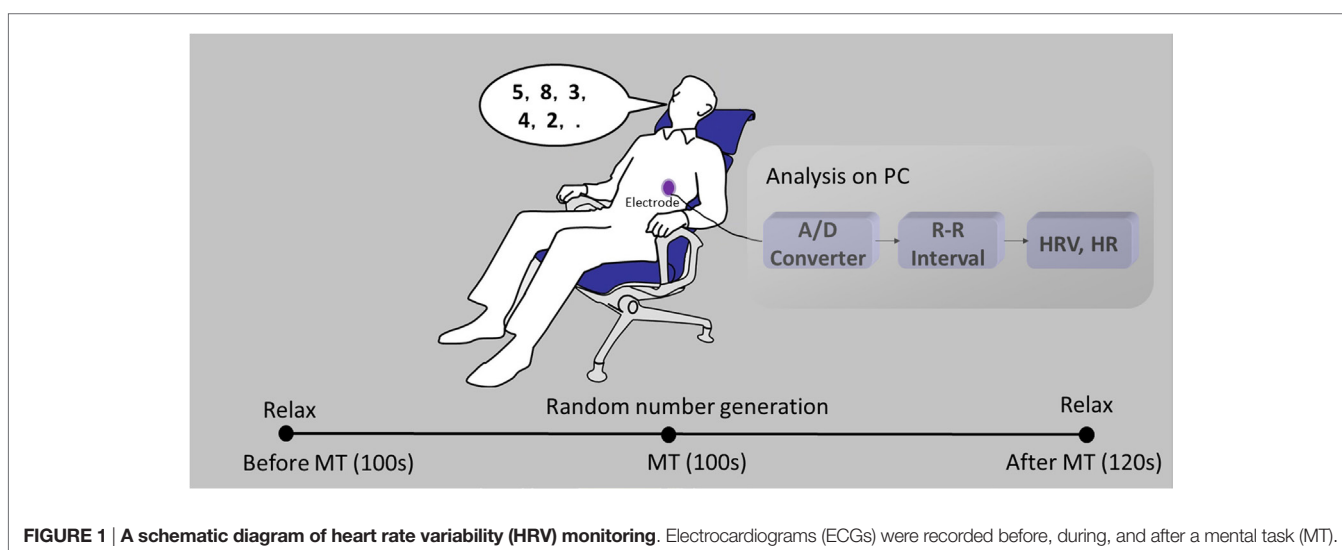 5, 8, 3,
4, 2, .
Electrode
Analysis on PC
A/D
Converter
R-R
Interval
HRV, HR
Relax
Random number generation
Relax
Before MT (100s)
MT (100s)
After MT (120s)
FIGURE 1 | A schematic diagram of heart rate variability (HRV) monitoring. Electrocardiograms (ECGs) were recorded before, during, and after a mental task (MT).